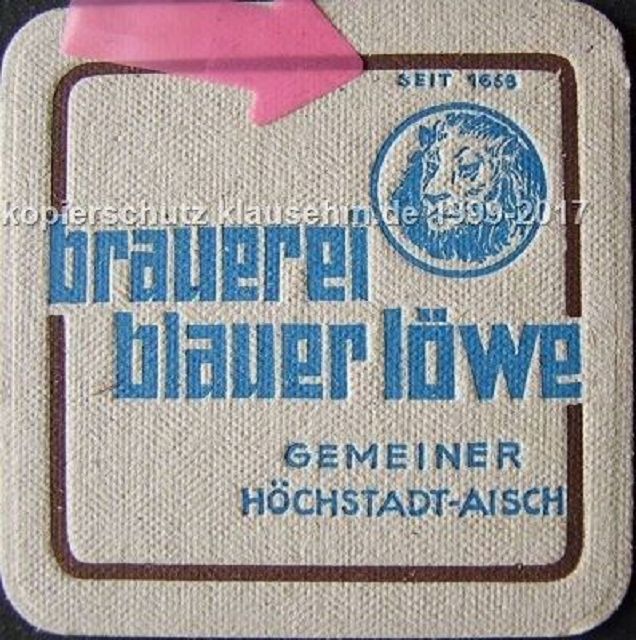 SEIT 1658
kopierschutz klausehm.de 1999-2017
brauerei
blauer löwe
GEMEINER
HÖCHSTADT-AISCH